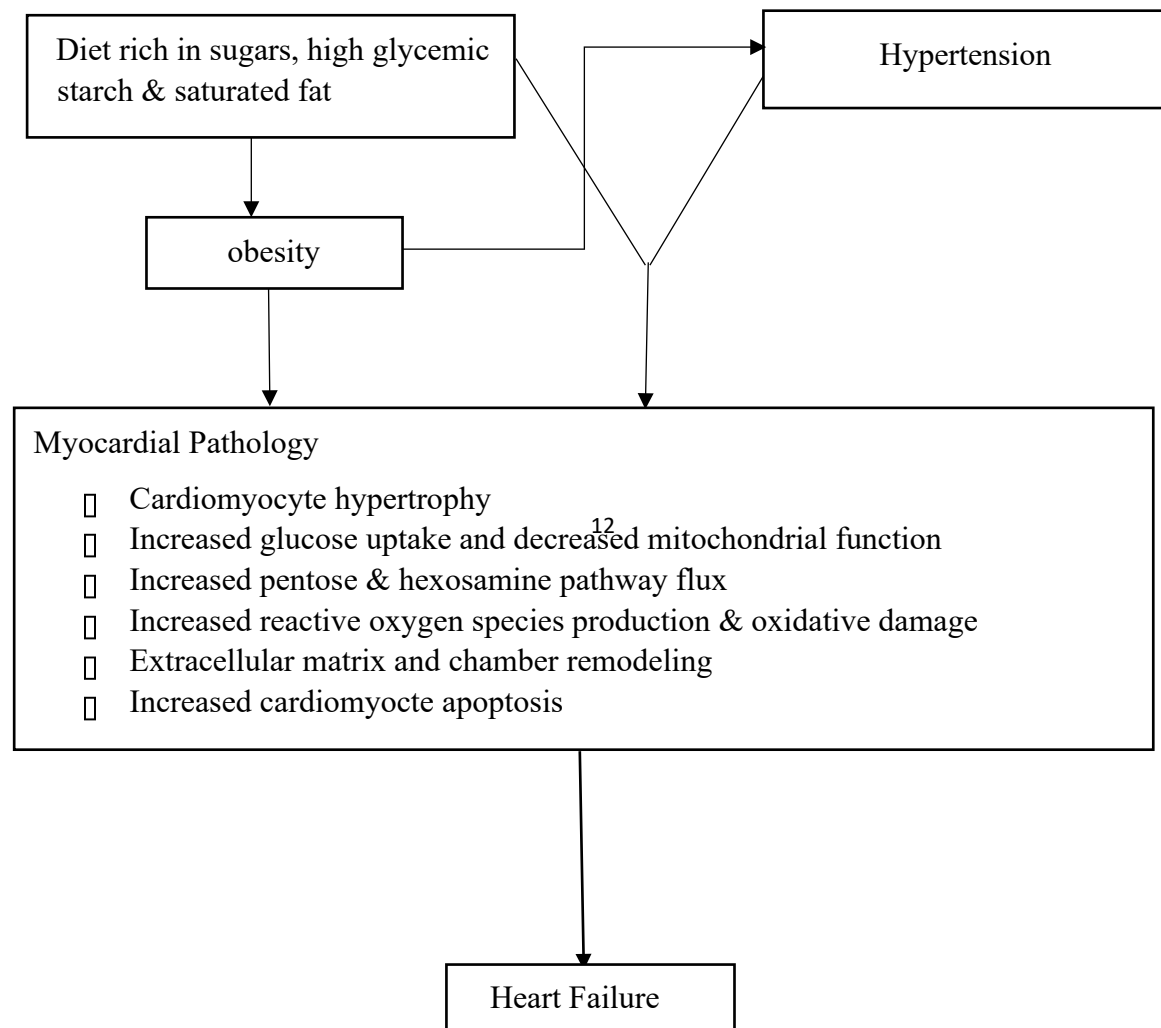 Diet rich in sugars, high glycemic
starch & saturated fat
Hypertension
obesity
Myocardial Pathology
Cardiomyocyte hypertrophy
12
Increased glucose uptake and decreased mitochondrial function
Increased pentose & hexosamine pathway flux
Increased reactive oxygen species production & oxidative damage
Extracellular matrix and chamber remodeling
Increased cardiomyocte apoptosis
Heart Failure